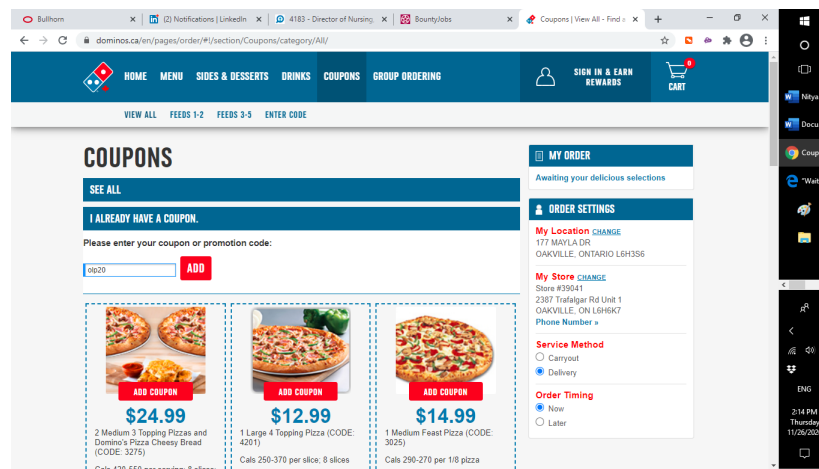 Bullhorn
(2) Notifications | LinkedIn
4183 - Director of Nursing
BountyJobs
Coupons | View All - Find
dominos.ca/en/pages/order/#!/section/Coupons/category/All/
HOME MENU SIDES & DESSERTS DRINKS COUPONS GROUP ORDERING
SIGN IN & EARN
REWARDS
0
CART
VIEW ALL FEEDS 1-2 FEEDS 3-5 ENTER CODE
COUPONS
SEE ALL
I ALREADY HAVE A COUPON.
Please enter your coupon or promotion code:
olp20
ADD
ADD COUPON
$24.99
2 Medium 3 Topping Pizzas and
Domino's Pizza Cheesy Bread
(CODE: 3275)
ADD COUPON
$12.99
1 Large 4 Topping Pizza (CODE:
4201)
Cals 250-370 per slice; 8 slices
ADD COUPON
$14.99
1 Medium Feast Pizza (CODE:
3025)
Cals 290-270 per 1/8 pizza
MY ORDER
Awaiting your delicious selections
ORDER SETTINGS
My Location CHANGE
177 MAYLA DR
OAKVILLE, ONTARIO L6H3S6
My Store CHANGE
Store #39041
2387 Trafalgar Rd Unit 1
OAKVILLE, ON L6H6K7
Phone Number »
Service Method
Carryout
Delivery
Order Timing
Now
Later
Nitya
Docu
Coup
"Wait
ENG
2:14 PM
Thursday
11/26/202